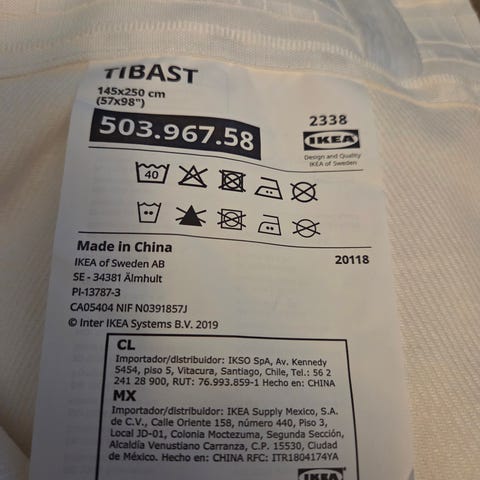 TIBAST
145x250 cm
(57x98")
503.967.58
2338
IKEA
Design and Quality
IKEA of Sweden
40
Made in China
20118
IKEA of Sweden AB
SE - 34381 Älmhult
PI-13787-3
CA05404 NIF N0391857J
© Inter IKEA Systems B.V. 2019
CL
Importador/distribuidor: IKSO SpA, Av. Kennedy
5454, piso 5, Vitacura, Santiago, Chile, Tel.: 56 2
241 28 900, RUT: 76.993.859-1 Hecho en: CHINA
MX
Importador/distribuidor: IKEA Supply Mexico, S.A.
de C.V., Calle Oriente 158, número 440, Piso 3,
Local JD-01, Colonia Moctezuma, Segunda Sección,
Alcaldía Venustiano Carranza, C.P. 15530, Ciudad
de México. Hecho en: CHINA RFC: ITR1804174YA
IKEA